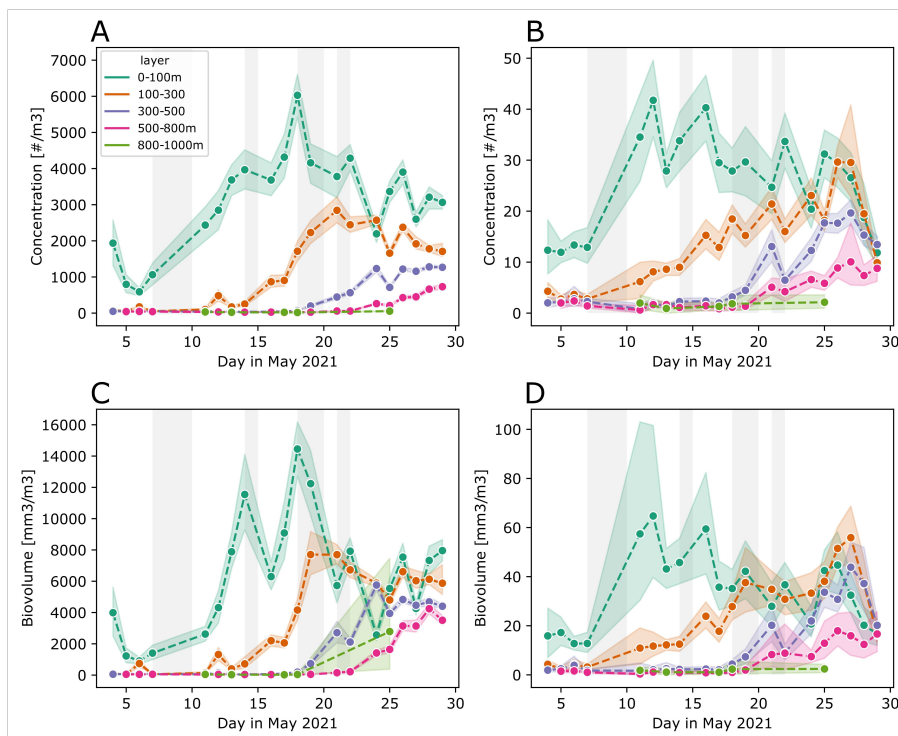 A
B
7000
6000
5000
4000
3000
2000
1000
0
Concentration [#/m3]
layer
0-100m
100-300
300-500
500-800m
800-1000m
5 10 15 20 25 30
Day in May 2021
50
40
30
20
10
0
Concentration [#/m3]
5 10 15 20 25 30
Day in May 2021
C
D
16000
14000
12000
10000
8000
6000
4000
2000
0
Biovolume [mm3/m3]
5 10 15 20 25 30
Day in May 2021
100
80
60
40
20
0
Biovolume [mm3/m3]
5 10 15 20 25 30
Day in May 2021